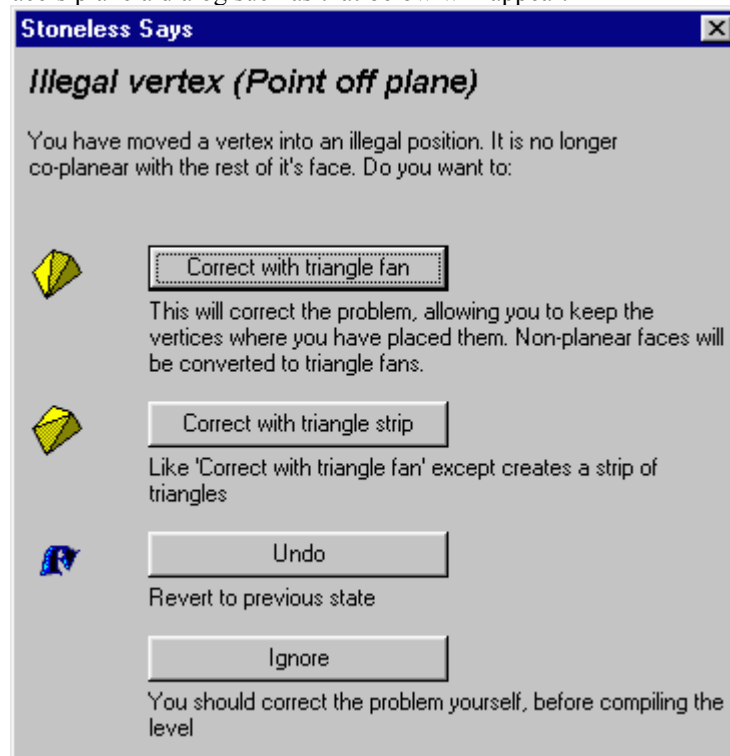 Stoneless Says
Illegal vertex (Point off plane)
You have moved a vertex into an illegal position. It is no longer
co-planear with the rest of it's face. Do you want to:
Correct with triangle fan
This will correct the problem, allowing you to keep the
vertices where you have placed them. Non-planear faces will
be converted to triangle fans.
Correct with triangle strip
Like 'Correct with triangle fan' except creates a strip of
triangles
Undo
Revert to previous state
Ignore
You should correct the problem yourself, before compiling the
level